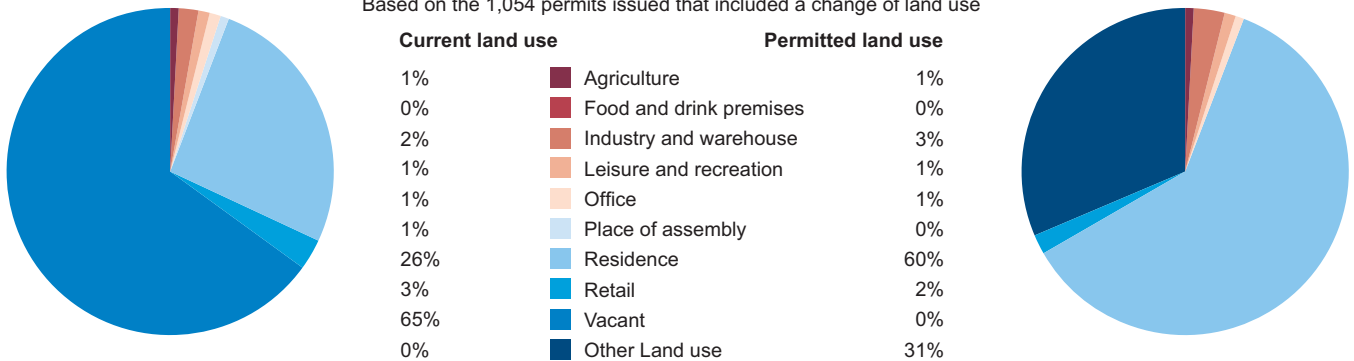 Based on the 1,054 permits issued that included a change of land use
Current land use Permitted land use
1% Agriculture 1%
0% Food and drink premises 0%
2% Industry and warehouse 3%
1% Leisure and recreation 1%
1% Office 1%
1% Place of assembly 0%
26% Residence 60%
3% Retail 2%
65% Vacant 0%
0% Other Land use 31%